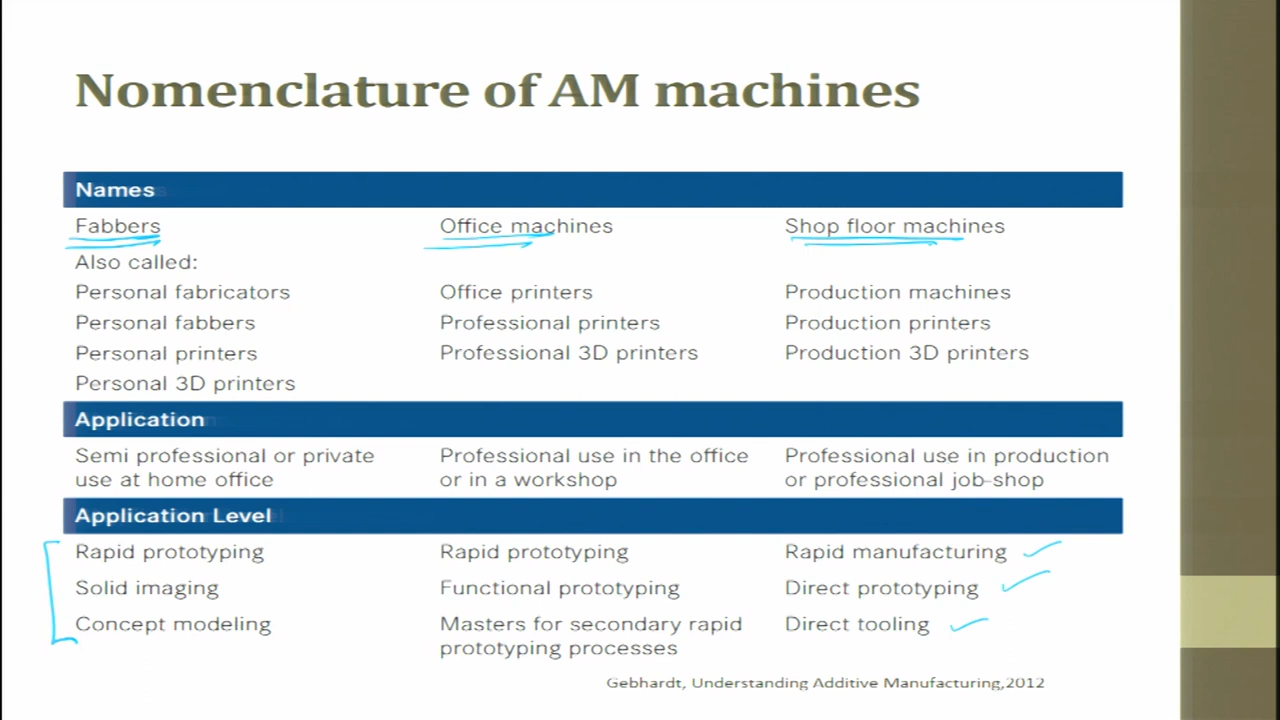 Nomenclature of AM machines
Names
Fabbers Office machines Shop floor machines
Also called:
Personal fabricators Office printers Production machines
Personal fabbers Professional printers Production printers
Personal printers Professional 3D printers Production 3D printers
Personal 3D printers
Application
Semi professional or private Professional use in the office Professional use in production
use at home office or in a workshop or professional job-shop
Application Level
Rapid prototyping Rapid prototyping Rapid manufacturing
Solid imaging Functional prototyping Direct prototyping
Concept modeling Masters for secondary rapid Direct tooling
prototyping processes
Gebhardt, Understanding Additive Manufacturing,2012